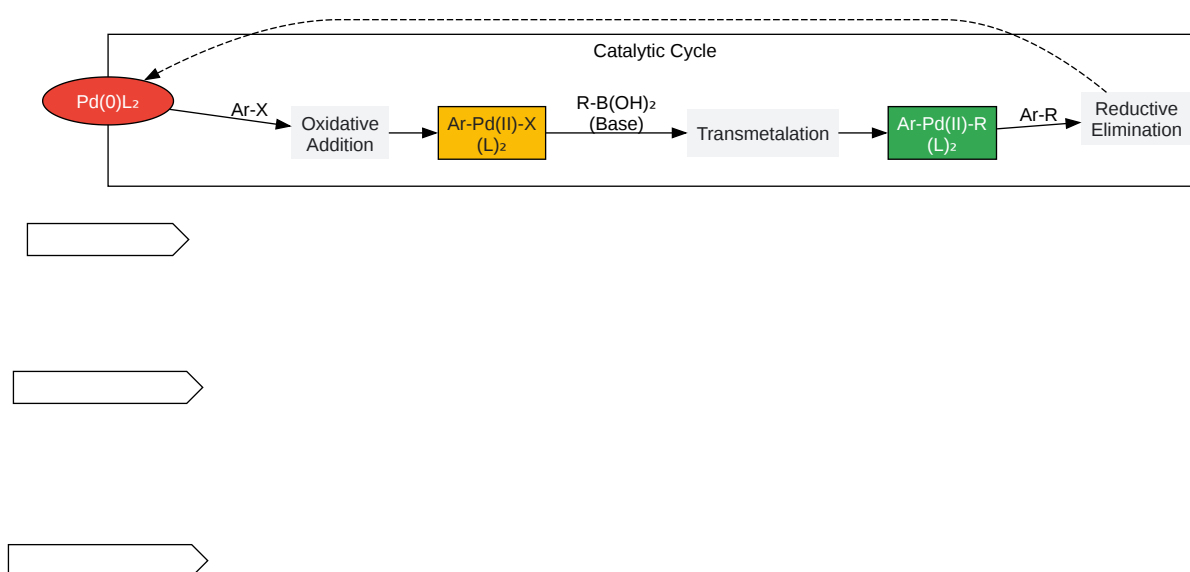 Catalytic Cycle
Pd(0)L₂
Ar-X
Oxidative
Addition
Ar-Pd(II)-X
(L)₂
R-B(OH)₂
(Base)
Transmetalation
Ar-Pd(II)-R
(L)₂
Ar-R
Reductive
Elimination